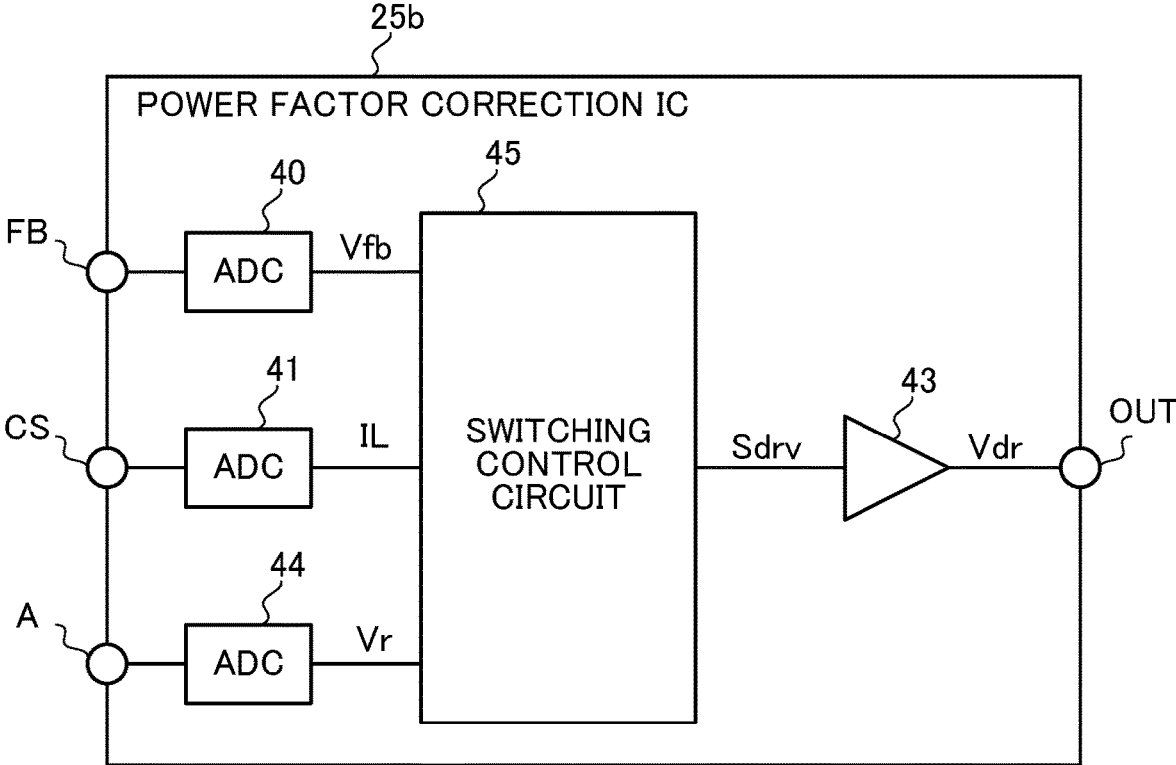 25b
POWER FACTOR CORRECTION IC
40
45
FB
ADC
Vfb
41
43
CS
ADC
IL
SWITCHING
CONTROL
CIRCUIT
Sdrv
Vdr
OUT
44
A
ADC
Vr